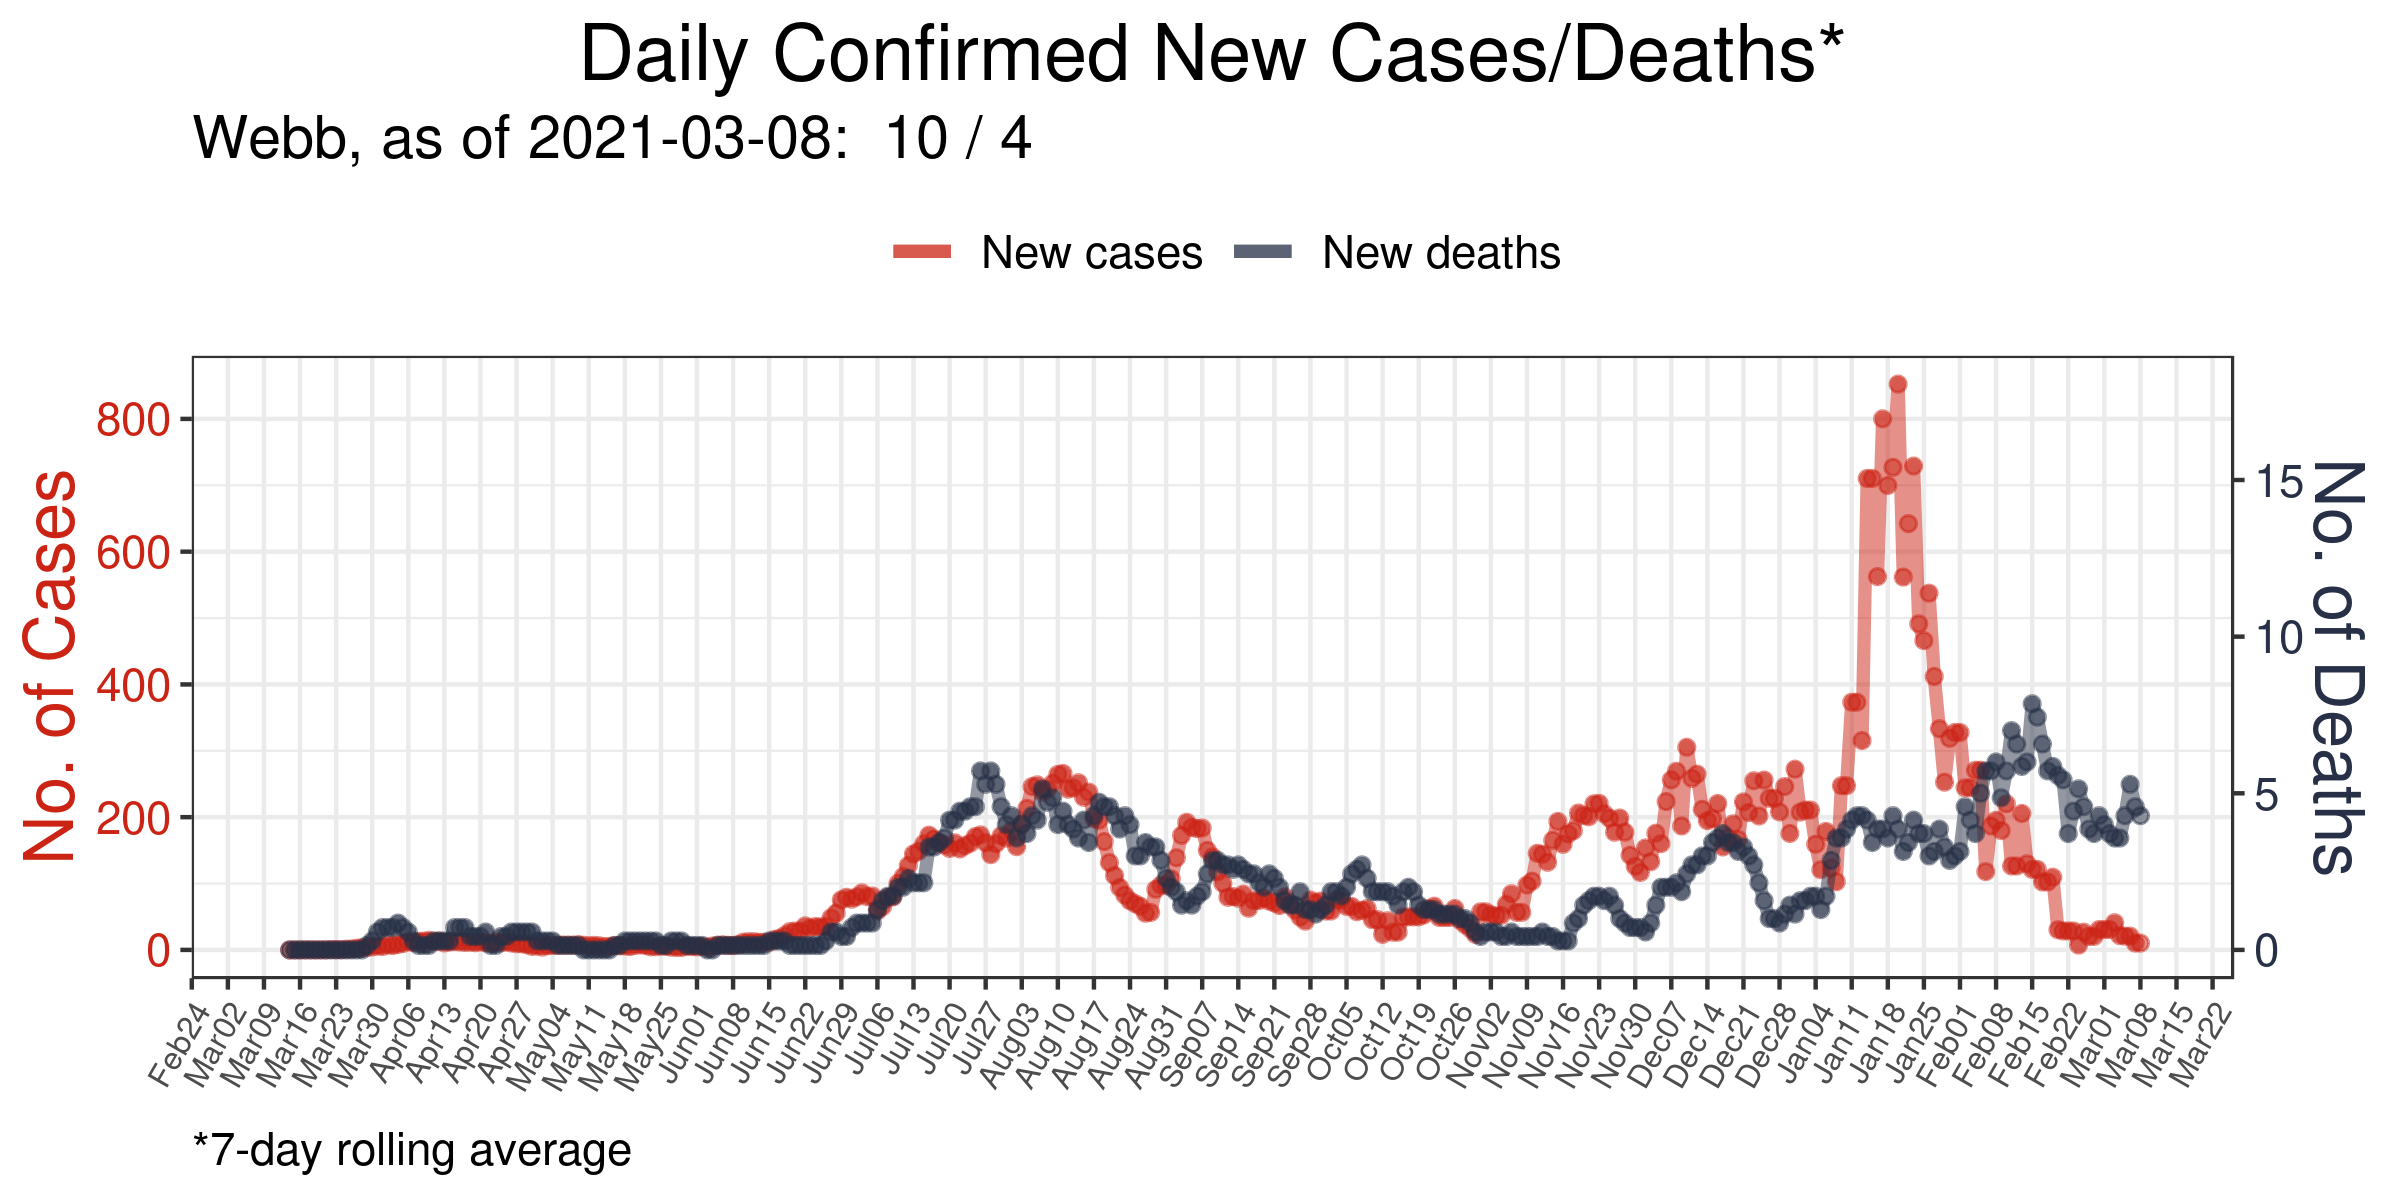 Daily Confirmed New Cases/Deaths*
Webb, as of 2021-03-08:  10 / 4
New cases
New deaths
No. of Cases
800
600
400
200
0
15
10
5
0
No. of Deaths
Feb24
Mar02
Mar09
Mar16
Mar23
Mar30
Apr06
Apr13
Apr20
Apr27
May04
May11
May18
May25
Jun01
Jun08
Jun15
Jun22
Jun29
Jul06
Jul13
Jul20
Jul27
Aug03
Aug10
Aug17
Aug24
Aug31
Sep07
Sep14
Sep21
Sep28
Oct05
Oct12
Oct19
Oct26
Nov02
Nov09
Nov16
Nov23
Nov30
Dec07
Dec14
Dec21
Dec28
Jan04
Jan11
Jan18
Jan25
Feb01
Feb08
Feb15
Feb22
Mar01
Mar08
Mar15
Mar22
*7-day rolling average